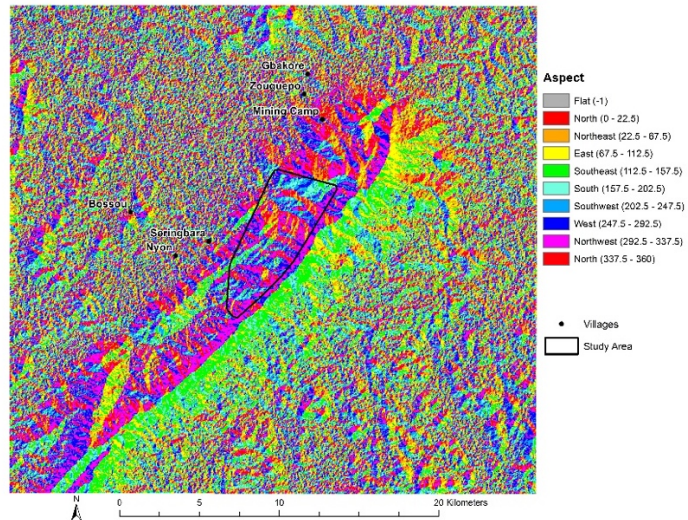 Gbakore
Zouguepo
Mining Camp
Bossou
Seringbara
Nyon
Aspect
Flat (-1)
North (0 - 22.5)
Northeast (22.5 - 67.5)
East (67.5 - 112.5)
Southeast (112.5 - 157.5)
South (157.5 - 202.5)
Southwest (202.5 - 247.5)
West (247.5 - 292.5)
Northwest (292.5 - 337.5)
North (337.5 - 360)
Villages
Study Area
N
0 5 10 20 Kilometers